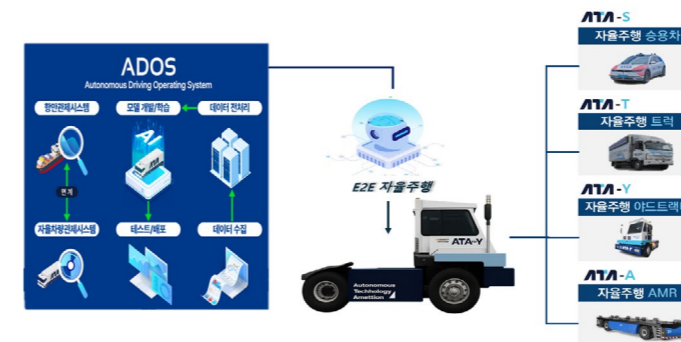 ADOS
Autonomous Driving Operating System
항만관제시스템
모델 개발/학습
데이터 전처리
AI
연계
자율차량관제시스템
테스트/배포
데이터 수집
E2E 자율주행
ATA-Y
Autonomous
Technology
Amettion
ATA-S
자율주행 승용차
ATA-T
자율주행 트럭
ATA-Y
자율주행 야드트랙
ATA-A
자율주행 AMR